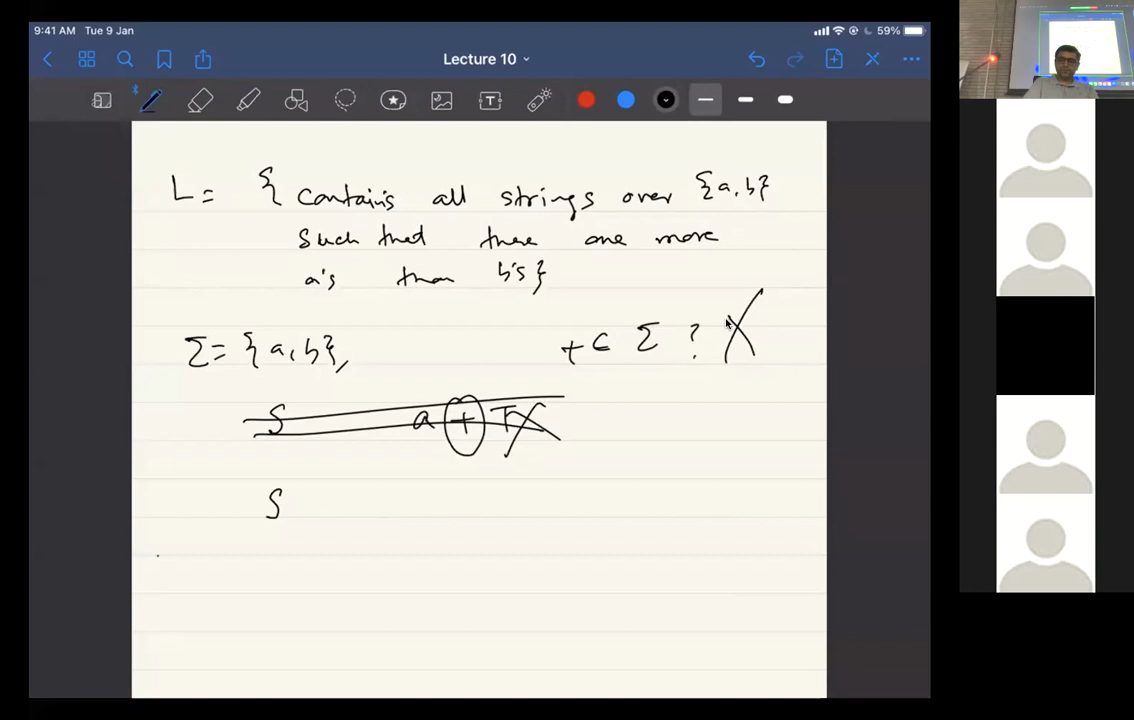 9:41 AM Tue 9 Jan
59%
Lecture 10
L = { contains all strings over {a,b}
such that there are more
a's than b's}
Σ = {a,b},
+ ∈ Σ ? X
S a + T
S